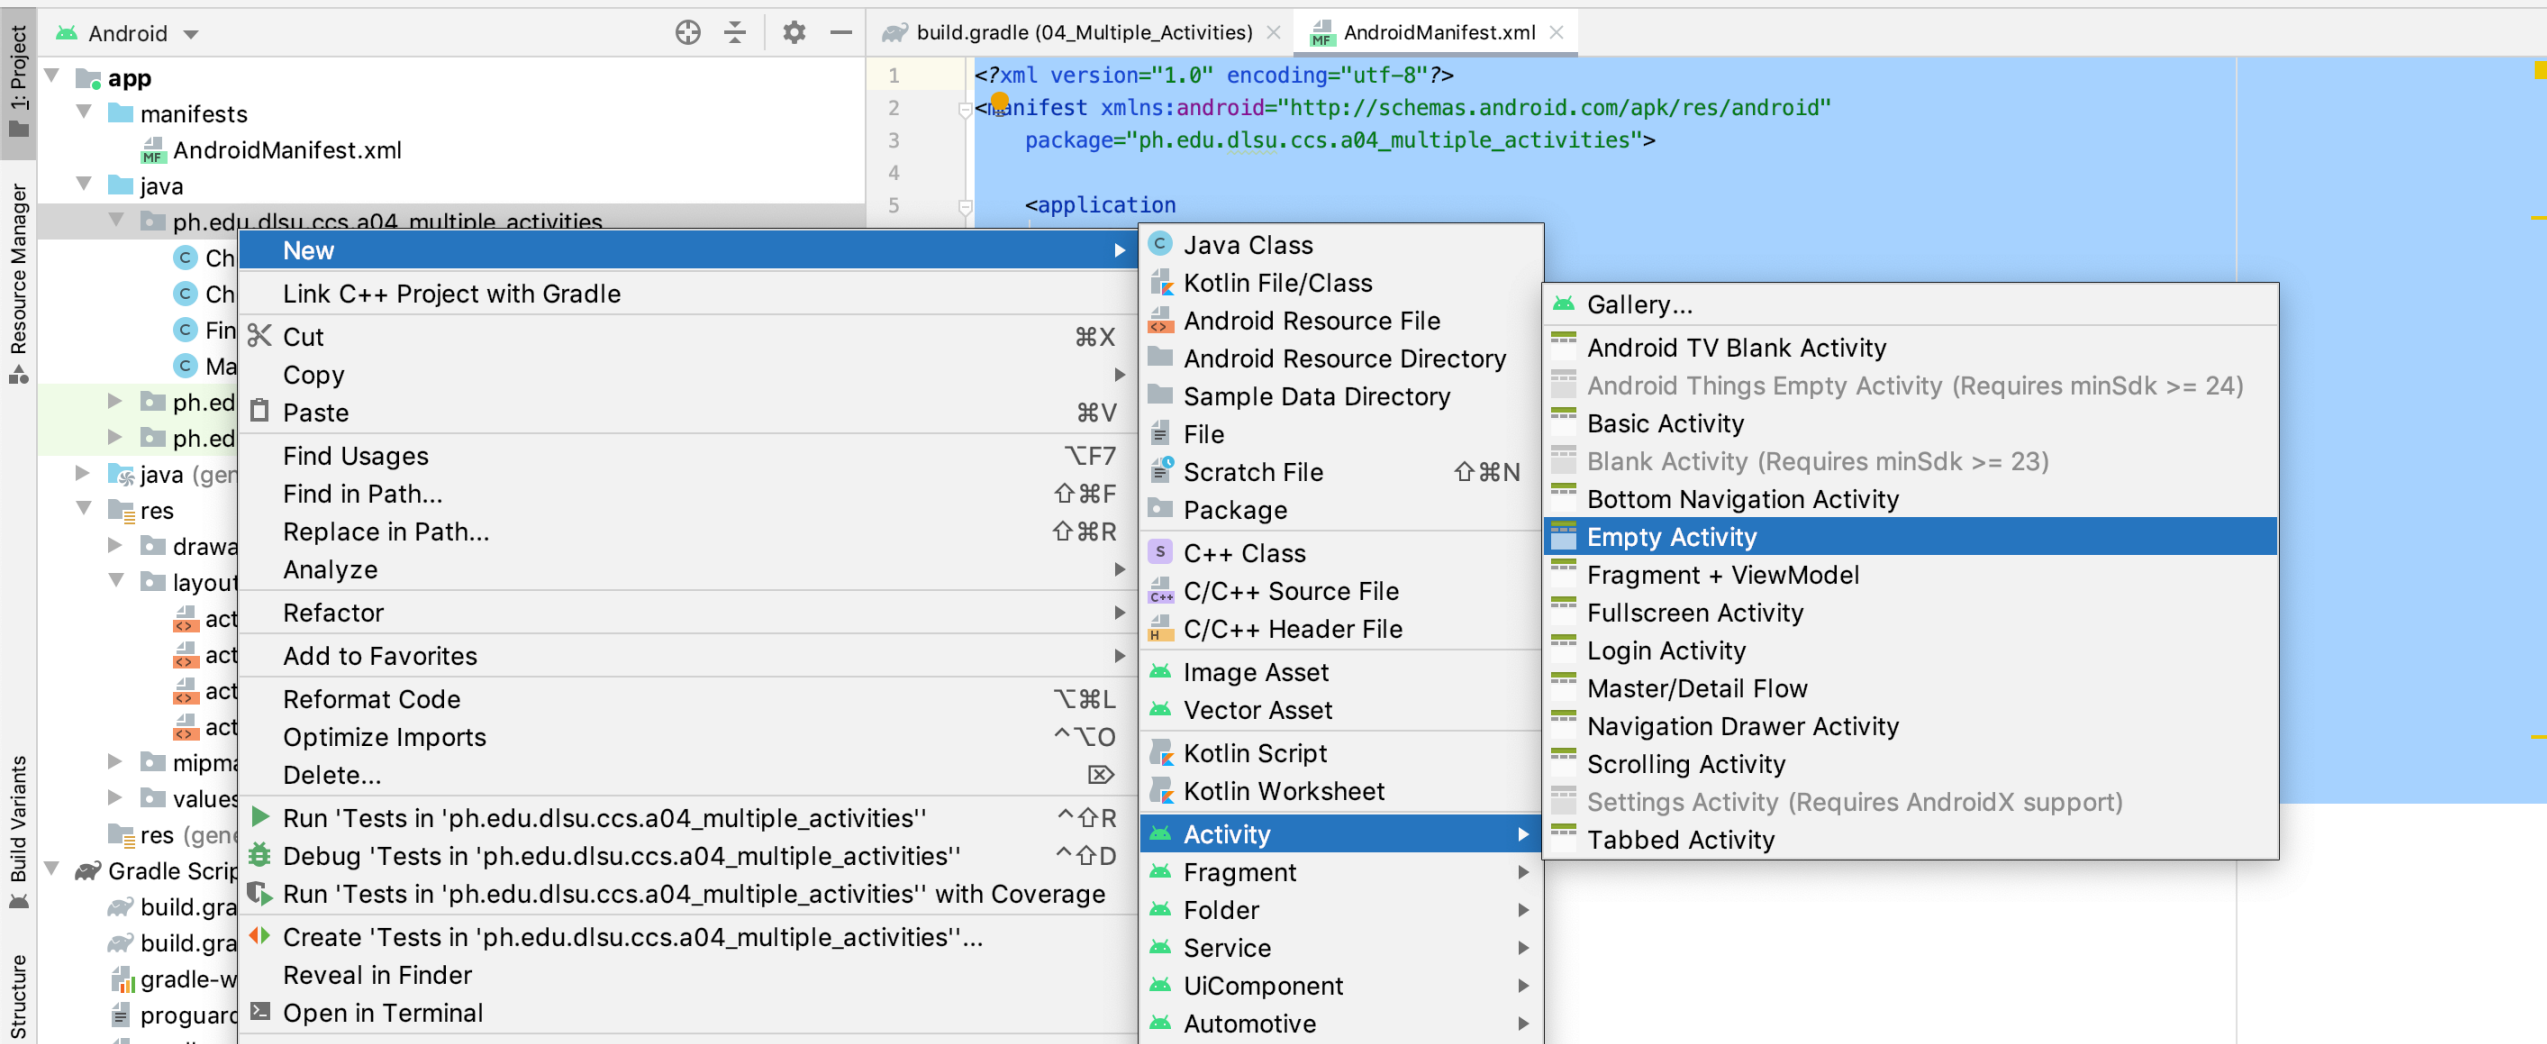 1: Project
Resource Manager
Build Variants
Structure
Android
app
manifests
AndroidManifest.xml
java
ph.edu.dlsu.ccs.a04_multiple_activities
Ch
Ch
Fin
Ma
ph.ed
ph.ed
java (gen
res
drawa
layout
act
act
act
act
mipma
values
res (gene
Gradle Scrip
build.gra
build.gra
gradle-w
proguard
build.gradle (04_Multiple_Activities)
AndroidManifest.xml
1 <?xml version="1.0" encoding="utf-8"?>
2 <manifest xmlns:android="http://schemas.android.com/apk/res/android"
3 package="ph.edu.dlsu.ccs.a04_multiple_activities">
4
5 <application
New
Link C++ Project with Gradle
Cut ⌘X
Copy
Paste ⌘V
Find Usages ⌥F7
Find in Path... ⇧⌘F
Replace in Path... ⇧⌘R
Analyze
Refactor
Add to Favorites
Reformat Code ⌥⌘L
Optimize Imports ^⌥O
Delete... ⌦
Run 'Tests in 'ph.edu.dlsu.ccs.a04_multiple_activities'' ^⇧R
Debug 'Tests in 'ph.edu.dlsu.ccs.a04_multiple_activities'' ^⇧D
Run 'Tests in 'ph.edu.dlsu.ccs.a04_multiple_activities'' with Coverage
Create 'Tests in 'ph.edu.dlsu.ccs.a04_multiple_activities''...
Reveal in Finder
Open in Terminal
Java Class
Kotlin File/Class
Android Resource File
Android Resource Directory
Sample Data Directory
File
Scratch File ⇧⌘N
Package
C++ Class
C/C++ Source File
C/C++ Header File
Image Asset
Vector Asset
Kotlin Script
Kotlin Worksheet
Activity
Fragment
Folder
Service
UiComponent
Automotive
Gallery...
Android TV Blank Activity
Android Things Empty Activity (Requires minSdk >= 24)
Basic Activity
Blank Activity (Requires minSdk >= 23)
Bottom Navigation Activity
Empty Activity
Fragment + ViewModel
Fullscreen Activity
Login Activity
Master/Detail Flow
Navigation Drawer Activity
Scrolling Activity
Settings Activity (Requires AndroidX support)
Tabbed Activity